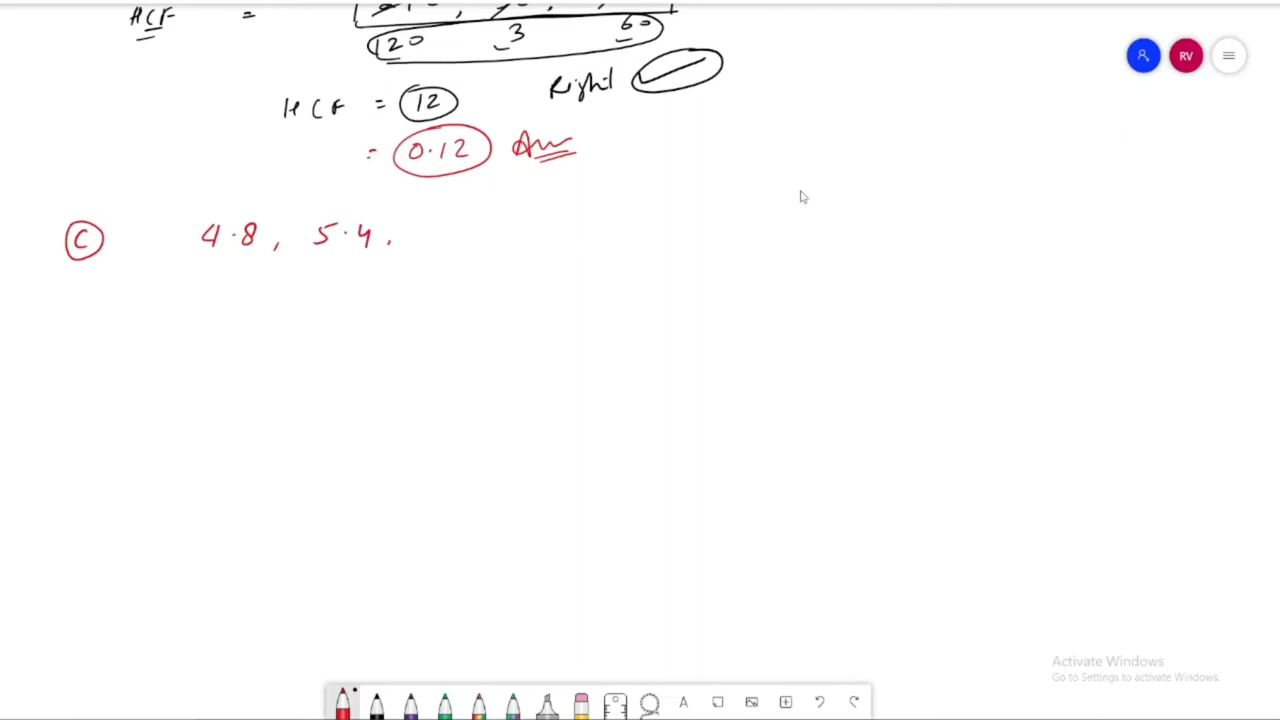 HCF =
120 3 60
Right
HCF = 12
= 0.12 Ans
RV
C 4.8, 5.4,
Activate Windows
Go to Settings to activate Windows.
A